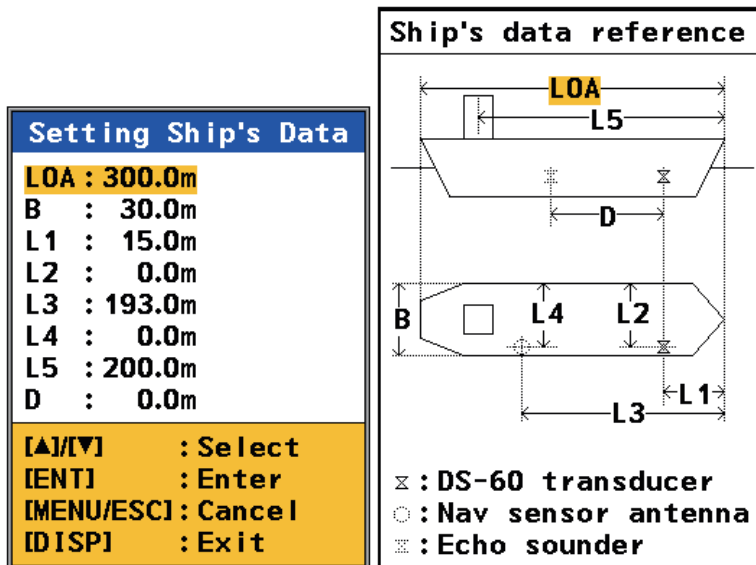 Setting Ship's Data
LOA : 300.0m
B : 30.0m
L1 : 15.0m
L2 : 0.0m
L3 : 193.0m
L4 : 0.0m
L5 : 200.0m
D : 0.0m
[▲]/[▼] : Select
[ENT] : Enter
[MENU/ESC] : Cancel
[DISP] : Exit
Ship's data reference
LOA
L5
D
B
L4
L2
L1
L3
: DS-60 transducer
: Nav sensor antenna
: Echo sounder